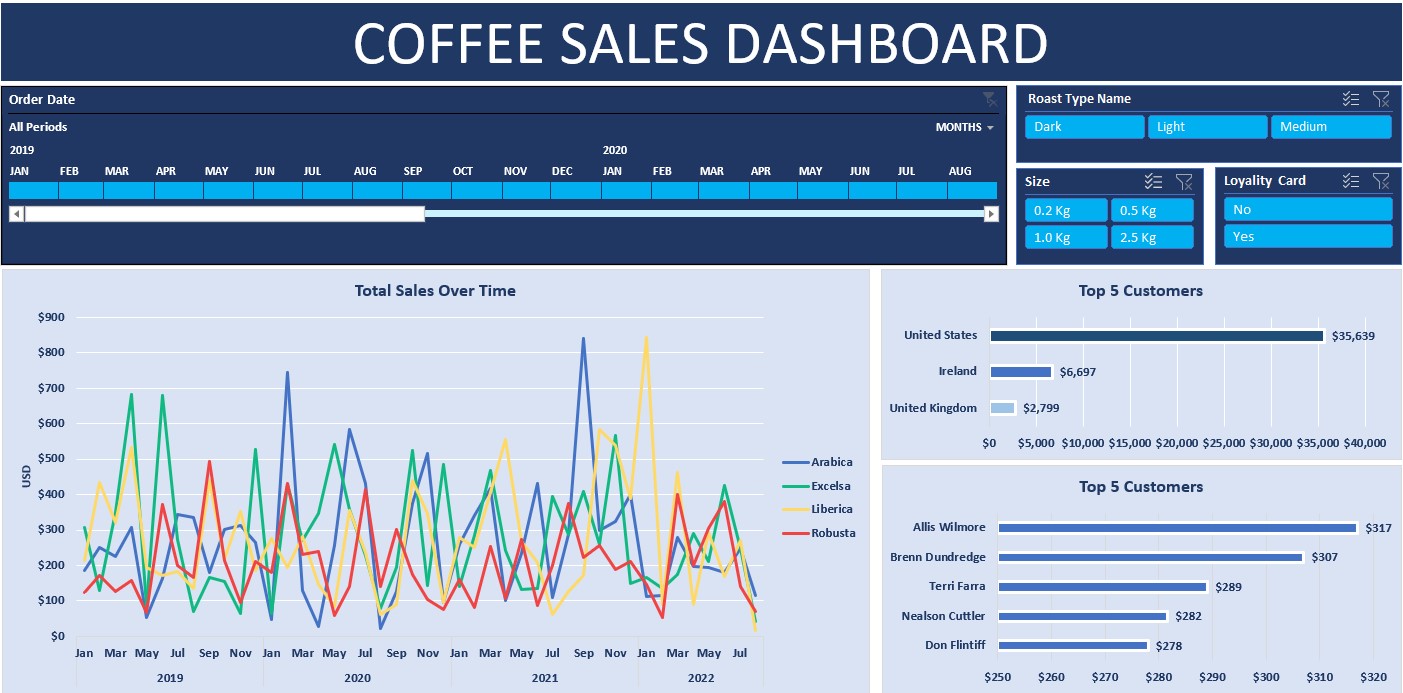 COFFEE SALES DASHBOARD
Order Date
All Periods MONTHS
2019 2020
JAN FEB MAR APR MAY JUN JUL AUG SEP OCT NOV DEC JAN FEB MAR APR MAY JUN JUL AUG
Roast Type Name
Dark Light Medium
Size
0.2 Kg 0.5 Kg
1.0 Kg 2.5 Kg
Loyality Card
No
Yes
Total Sales Over Time
$900
$800
$700
$600
$500
$400
$300
$200
$100
$0
USD
Jan Mar May Jul Sep Nov Jan Mar May Jul Sep Nov Jan Mar May Jul Sep Nov Jan Mar May Jul
2019 2020 2021 2022
Arabica
Excelsa
Liberica
Robusta
Top 5 Customers
United States $35,639
Ireland $6,697
United Kingdom $2,799
$0 $5,000 $10,000 $15,000 $20,000 $25,000 $30,000 $35,000 $40,000
Top 5 Customers
Allis Wilmore $317
Brenn Dundredge $307
Terri Farra $289
Nealson Cuttler $282
Don Flintiff $278
$250 $260 $270 $280 $290 $300 $310 $320